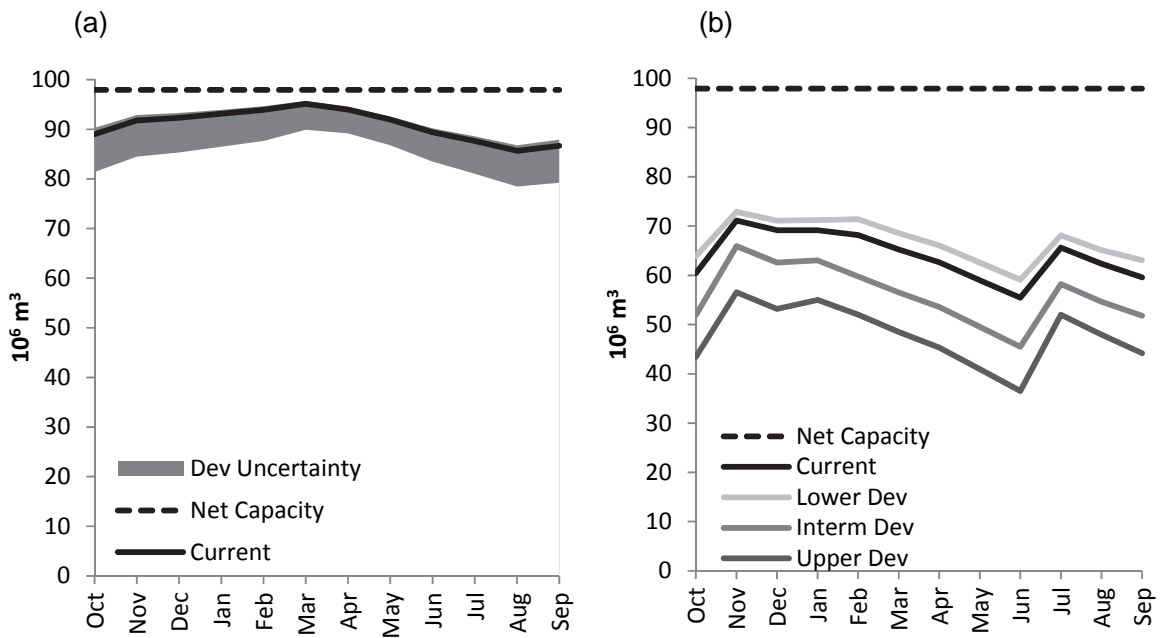 (a)
100
90
80
70
60
50
40
30
20
10
0
10⁶ m³
Dev Uncertainty
Net Capacity
Current
Oct
Nov
Dec
Jan
Feb
Mar
Apr
May
Jun
Jul
Aug
Sep
(b)
100
90
80
70
60
50
40
30
20
10
0
10⁶ m³
Net Capacity
Current
Lower Dev
Interm Dev
Upper Dev
Oct
Nov
Dec
Jan
Feb
Mar
Apr
May
Jun
Jul
Aug
Sep